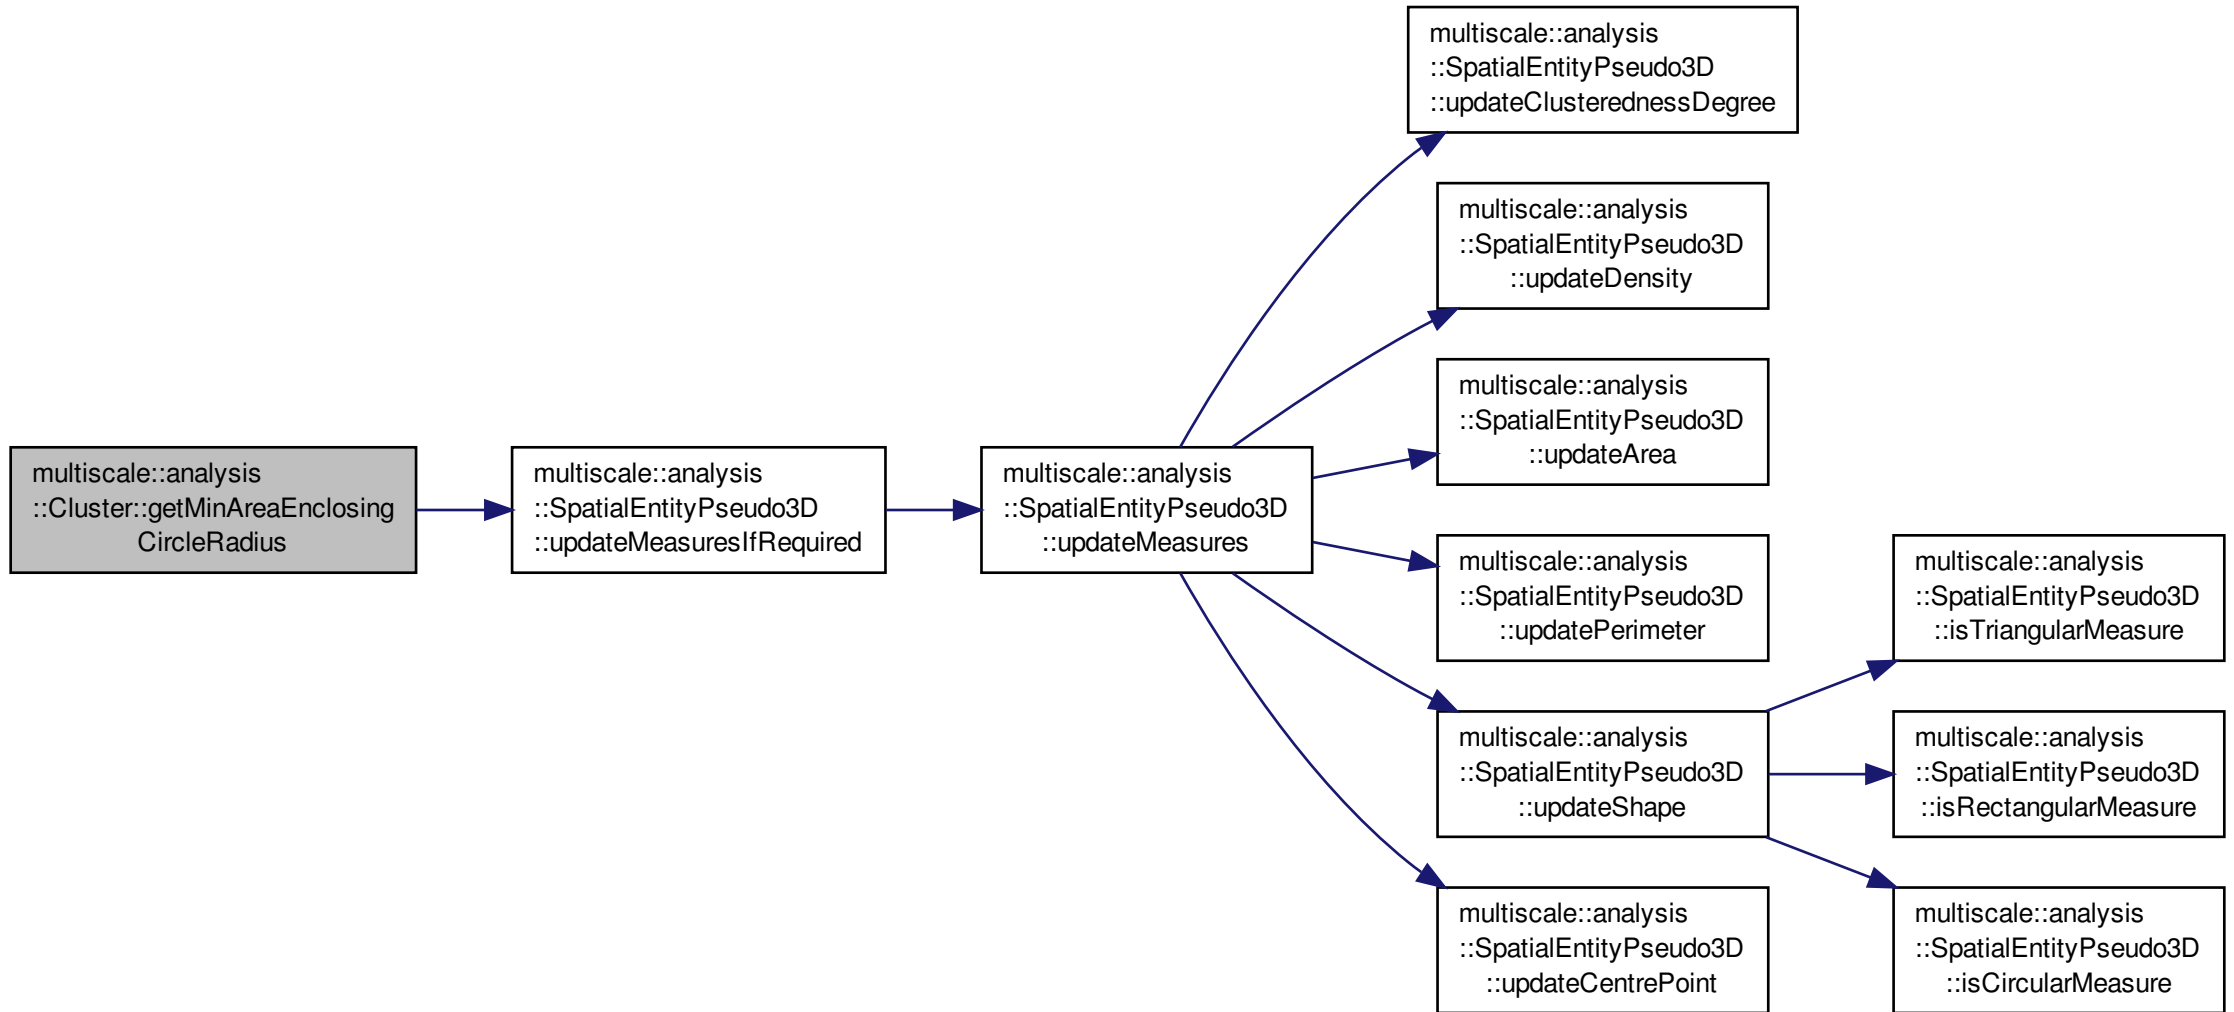 multiscale::analysis
::Cluster::getMinAreaEnclosing
CircleRadius
multiscale::analysis
::SpatialEntityPseudo3D
::updateMeasuresIfRequired
multiscale::analysis
::SpatialEntityPseudo3D
::updateMeasures
multiscale::analysis
::SpatialEntityPseudo3D
::updateClusterednessDegree
multiscale::analysis
::SpatialEntityPseudo3D
::updateDensity
multiscale::analysis
::SpatialEntityPseudo3D
::updateArea
multiscale::analysis
::SpatialEntityPseudo3D
::updatePerimeter
multiscale::analysis
::SpatialEntityPseudo3D
::updateShape
multiscale::analysis
::SpatialEntityPseudo3D
::updateCentrePoint
multiscale::analysis
::SpatialEntityPseudo3D
::isTriangularMeasure
multiscale::analysis
::SpatialEntityPseudo3D
::isRectangularMeasure
multiscale::analysis
::SpatialEntityPseudo3D
::isCircularMeasure